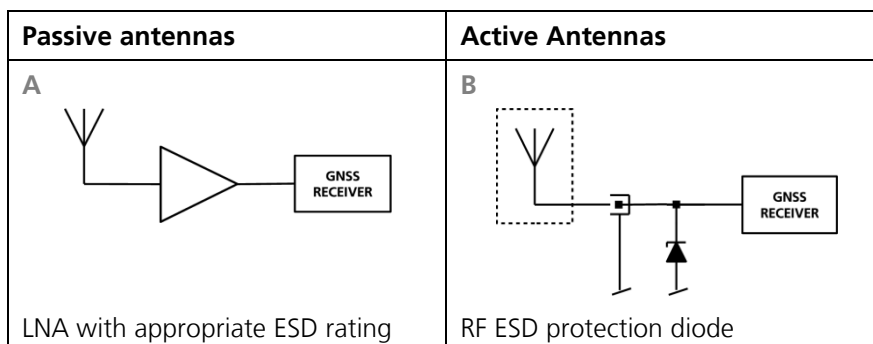 Passive antennas
Active Antennas
A
GNSS
RECEIVER
LNA with appropriate ESD rating
B
GNSS
RECEIVER
RF ESD protection diode